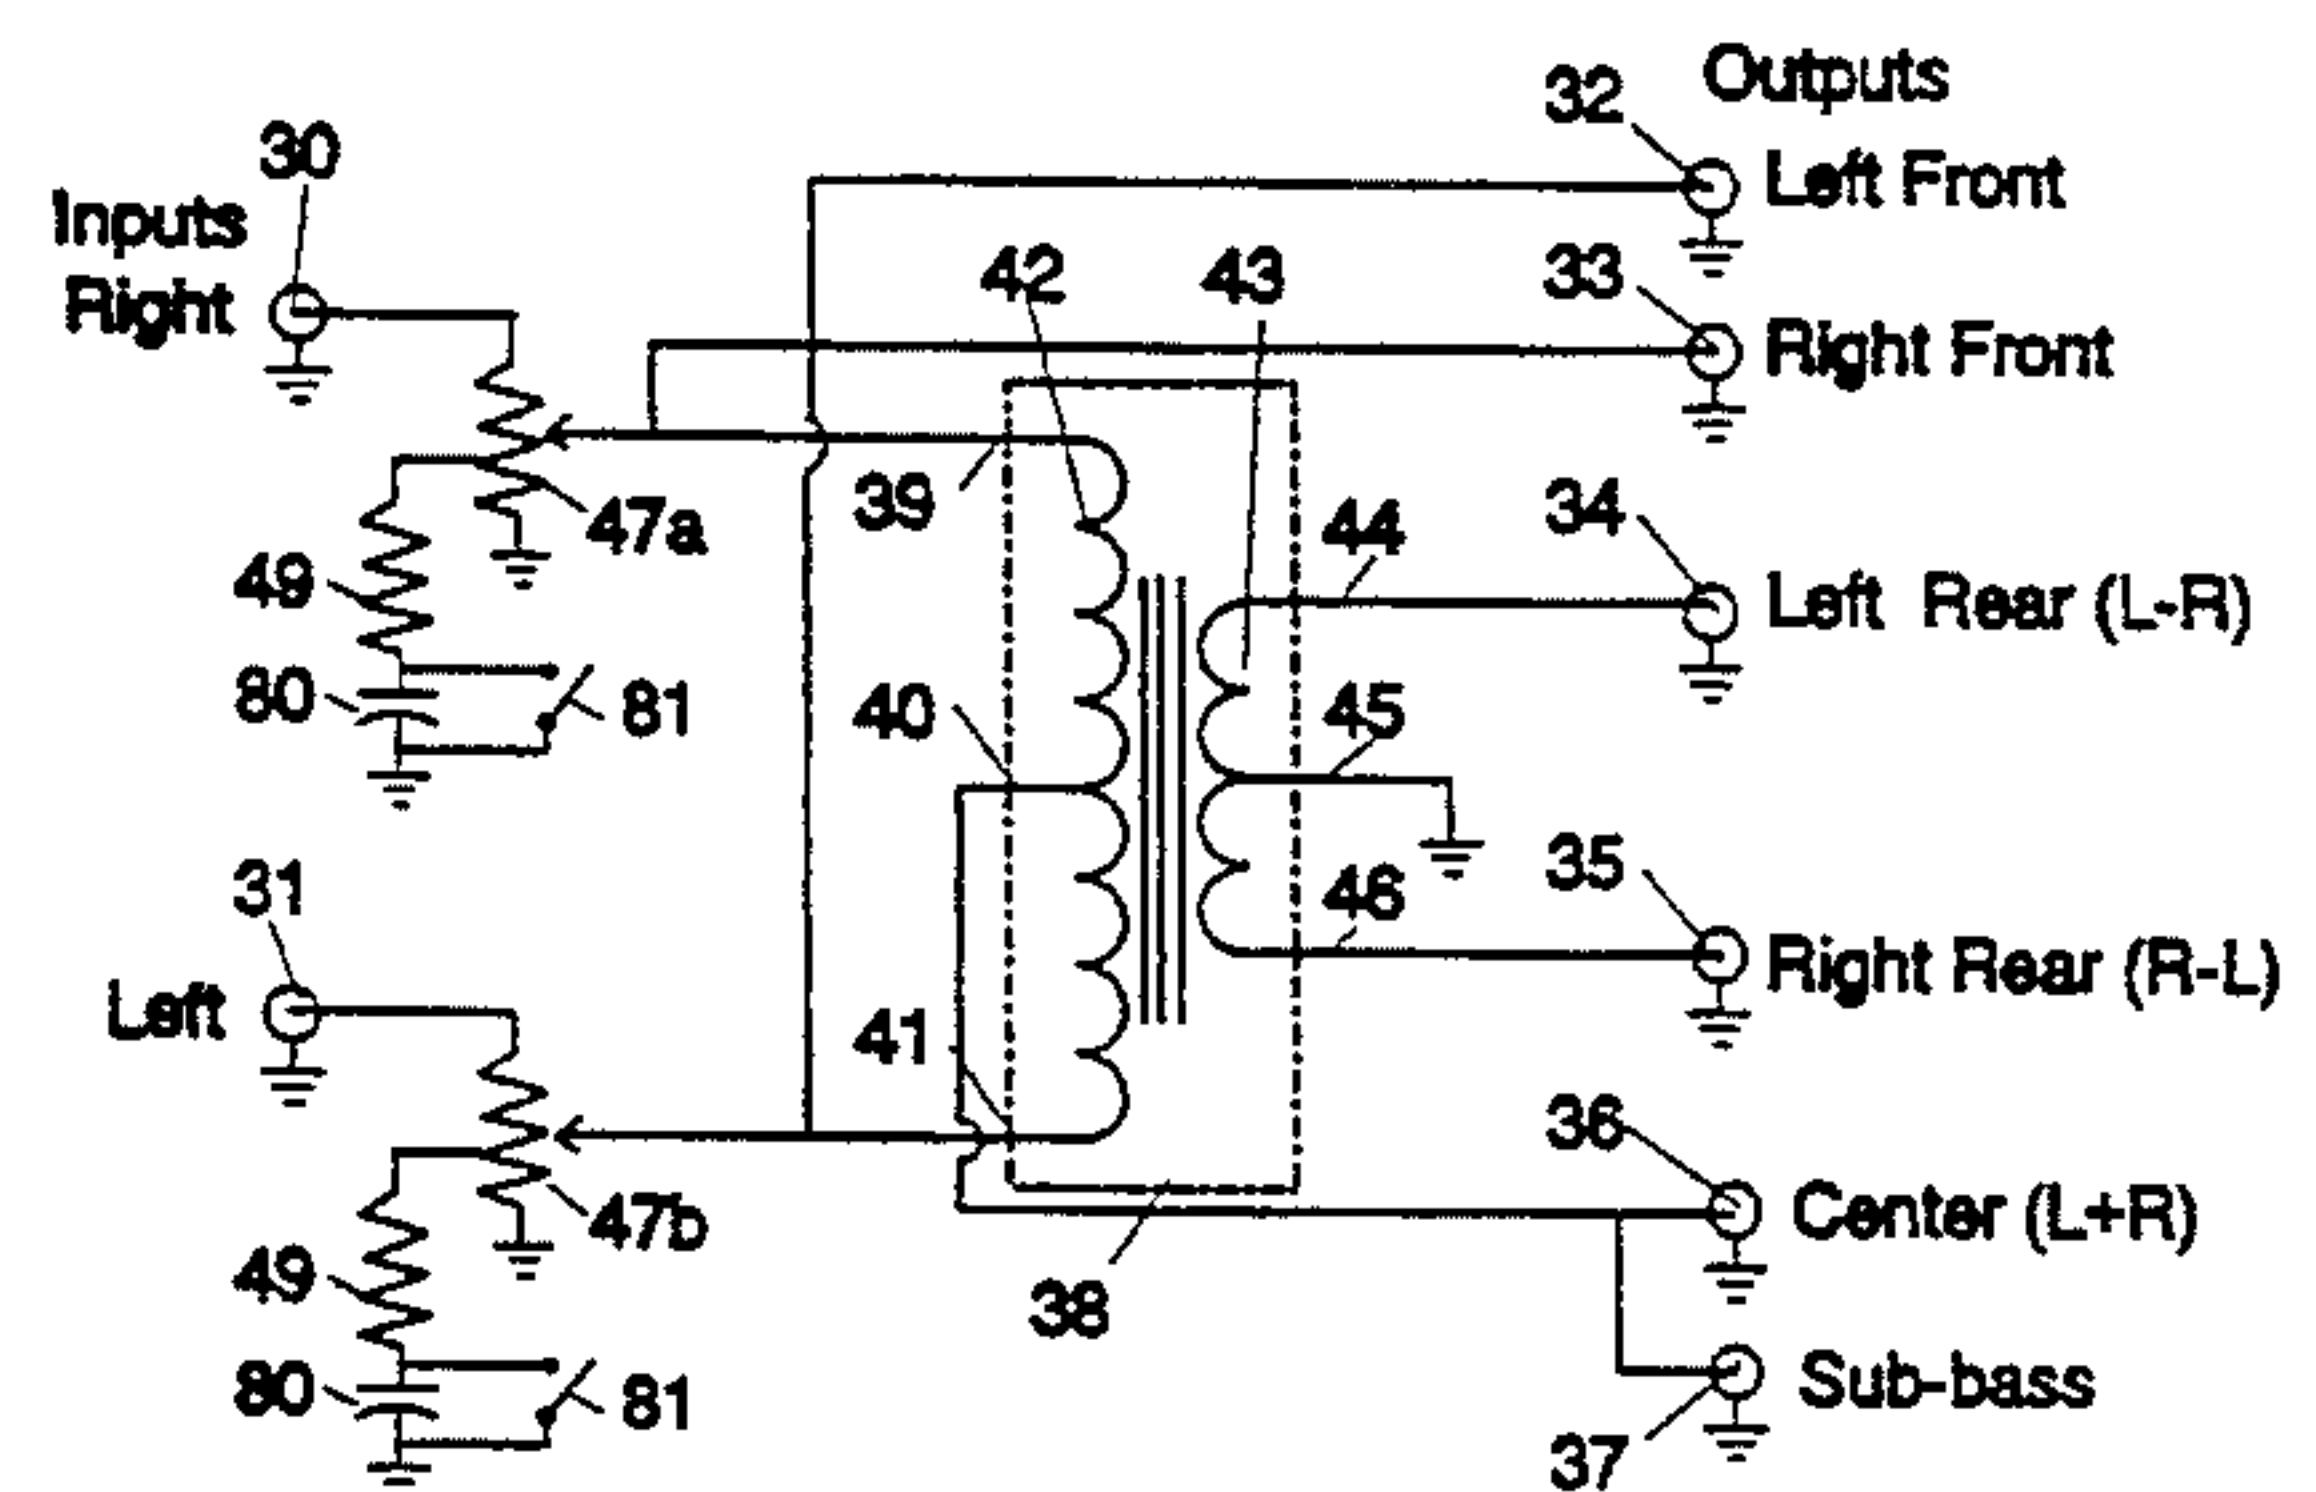 Outputs
32
Left Front
30
Inputs
Right
42
43
33
Right Front
39
47a
44
34
Left Rear (L-R)
49
80
81
40
45
31
Left
41
46
35
Right Rear (R-L)
47b
36
Center (L+R)
49
38
80
81
Sub-bass
37